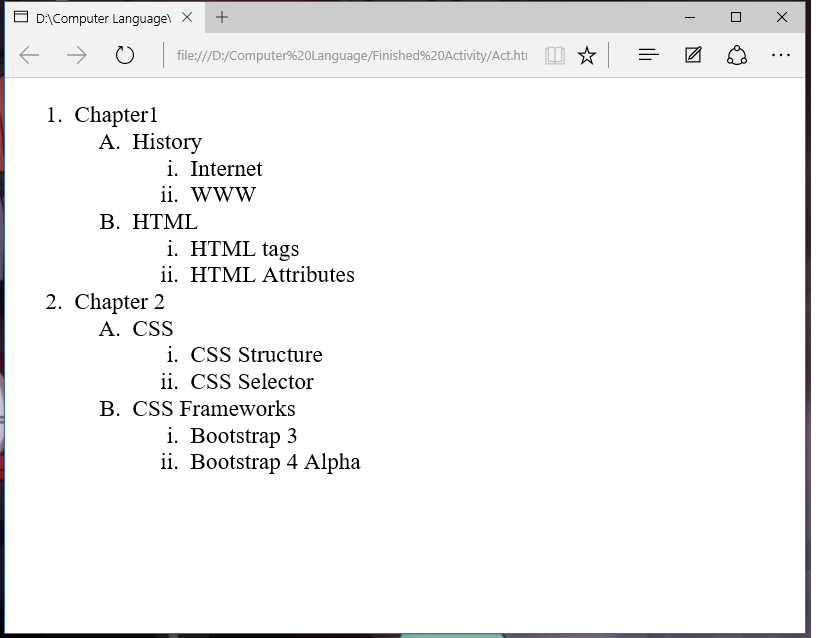 D:\Computer Language\
file:///D:/Computer%20Language/Finished%20Activity/Act.ht
1. Chapter1
A. History
i. Internet
ii. WWW
B. HTML
i. HTML tags
ii. HTML Attributes
2. Chapter 2
A. CSS
i. CSS Structure
ii. CSS Selector
B. CSS Frameworks
i. Bootstrap 3
ii. Bootstrap 4 Alpha